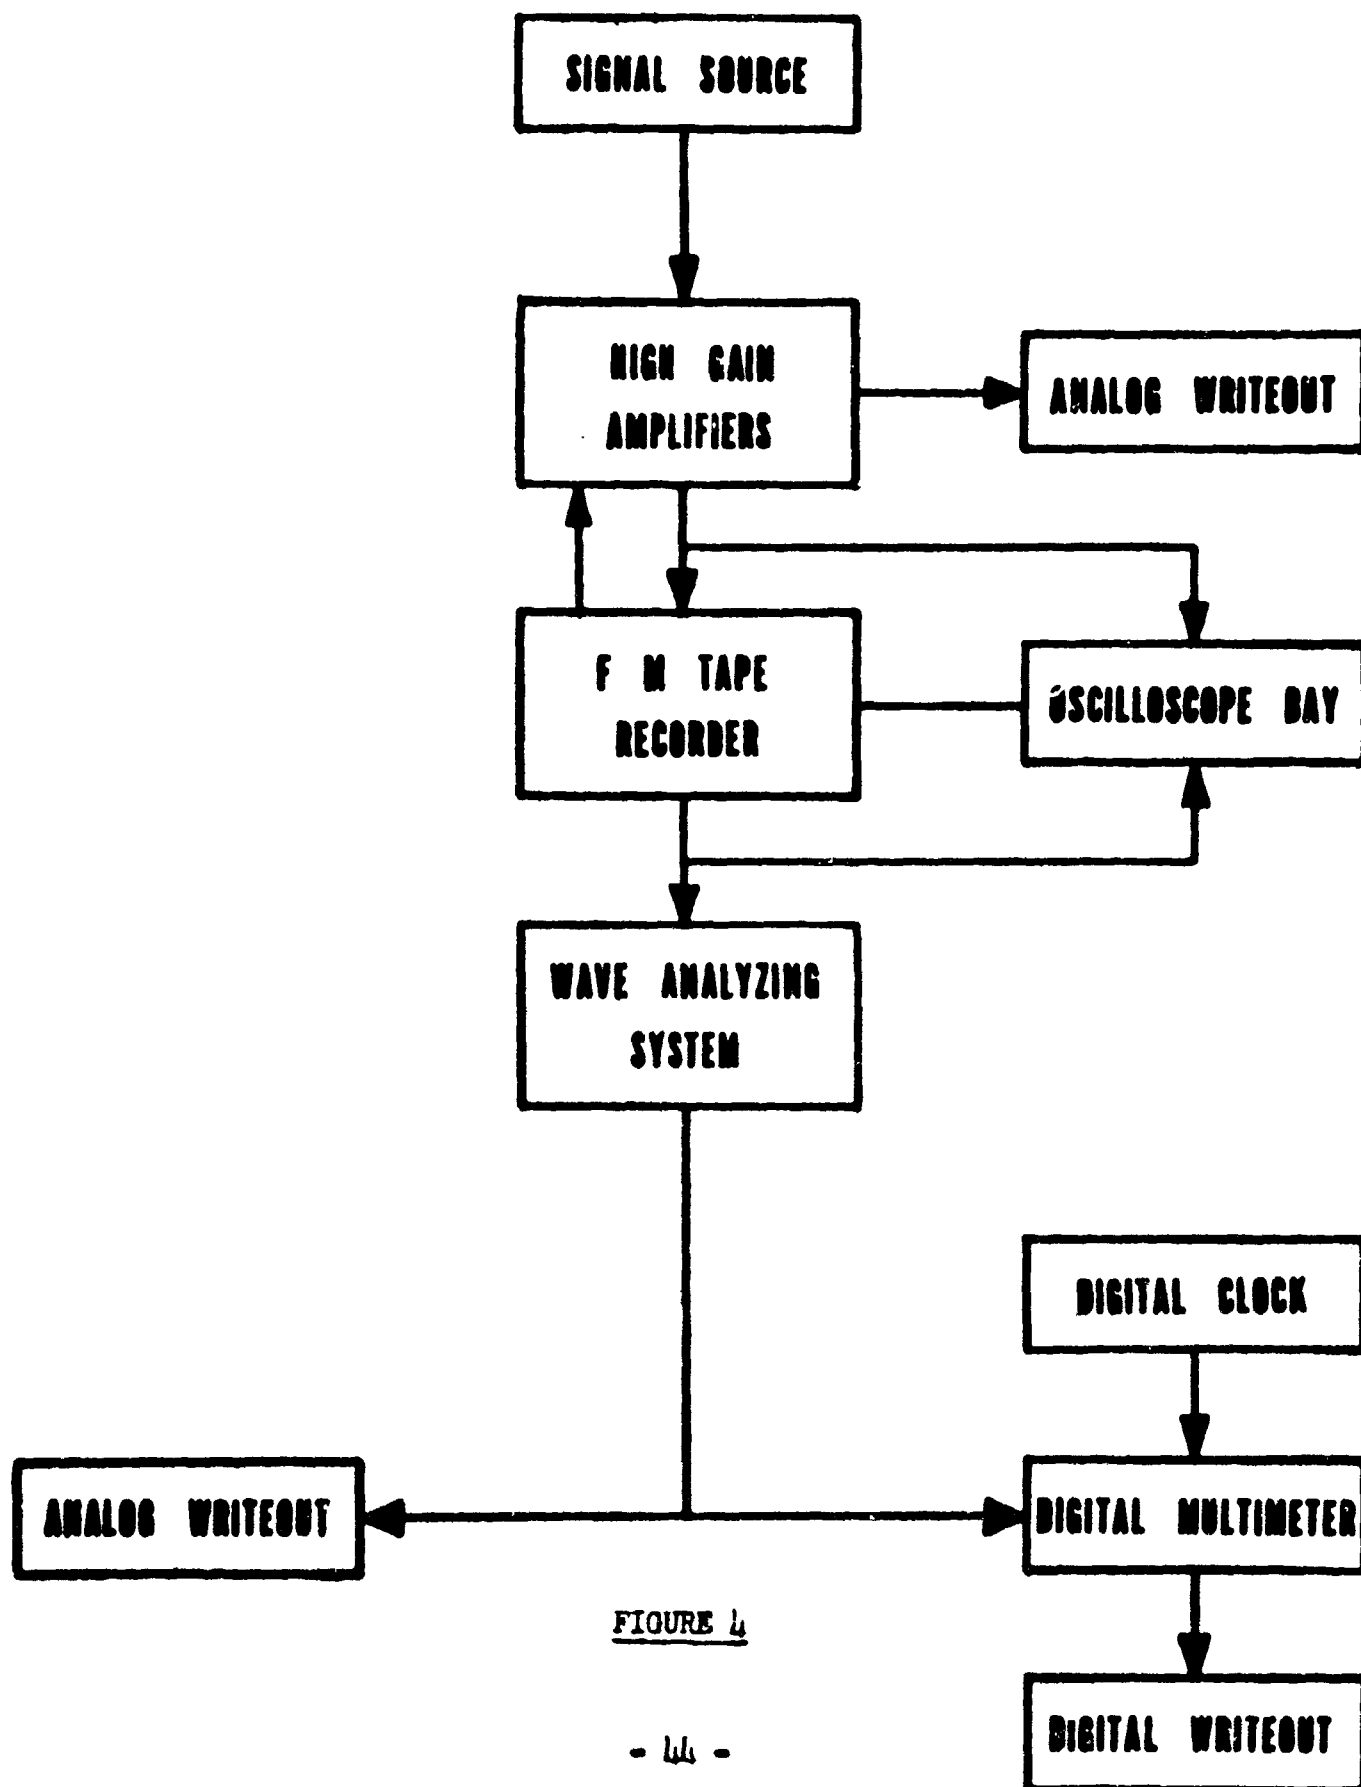 SIGNAL SOURCE
HIGH GAIN
AMPLIFIERS
ANALOG WRITEOUT
F M TAPE
RECORDER
OSCILLOSCOPE BAY
WAVE ANALYZING
SYSTEM
DIGITAL CLOCK
ANALOG WRITEOUT
DIGITAL MULTIMETER
FIGURE 4
DIGITAL WRITEOUT
- 44 -